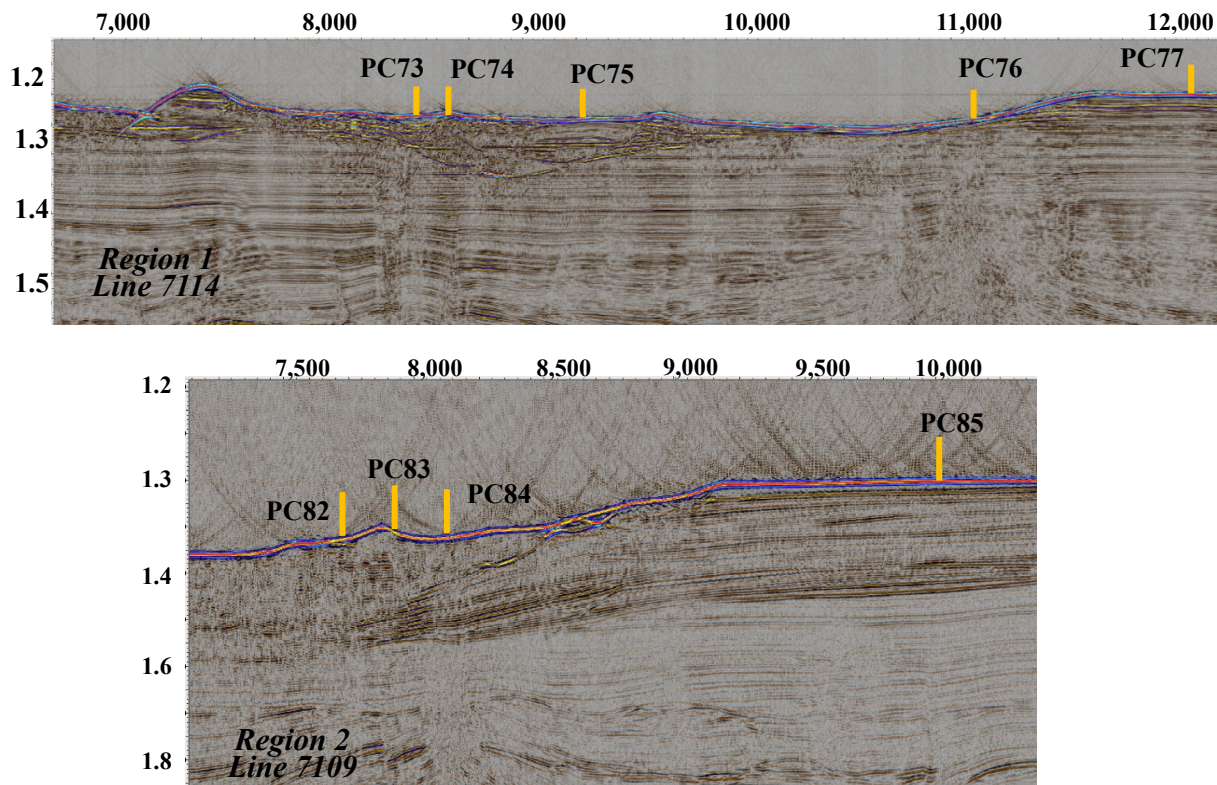 7,000 8,000 9,000 10,000 11,000 12,000
PC73 PC74 PC75 PC76 PC77
1.2
1.3
1.4
1.5
Region 1
Line 7114
7,500 8,000 8,500 9,000 9,500 10,000
1.2
1.3
1.4
1.6
1.8
PC82 PC83 PC84 PC85
Region 2
Line 7109